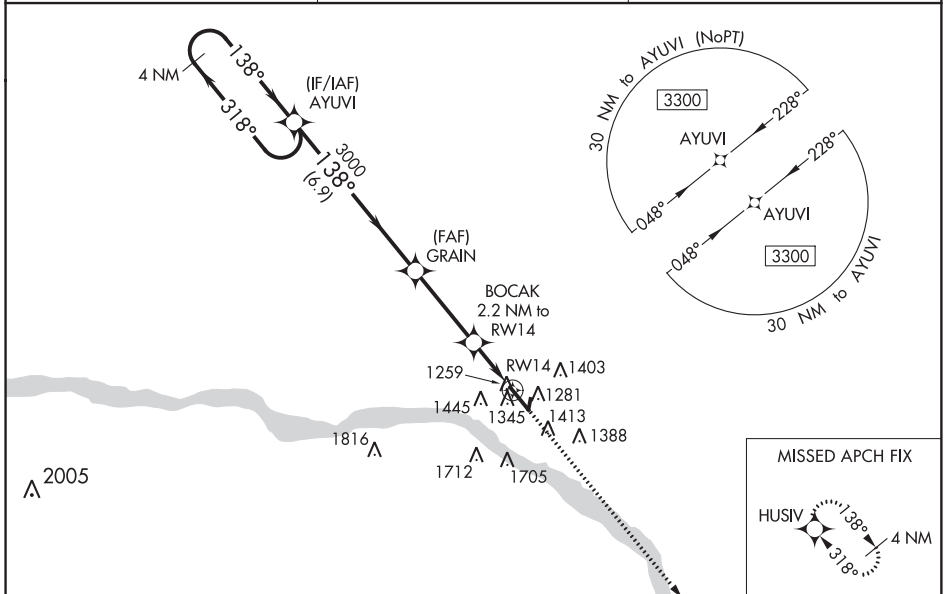 138°
4 NM
318°
(IF/IAF)
AYUVI
3000
138°
(6.9)
(FAF)
GRAIN
BOCAK
2.2 NM to
RW14
RW14
1403
1259
1281
1445
1345
1413
1388
1816
1712
1705
2005
30 NM to AYUVI (NoPT)
3300
228°
AYUVI
048°
228°
AYUVI
048°
3300
30 NM to AYUVI
MISSED APCH FIX
HUSIV
138°
4 NM
318°